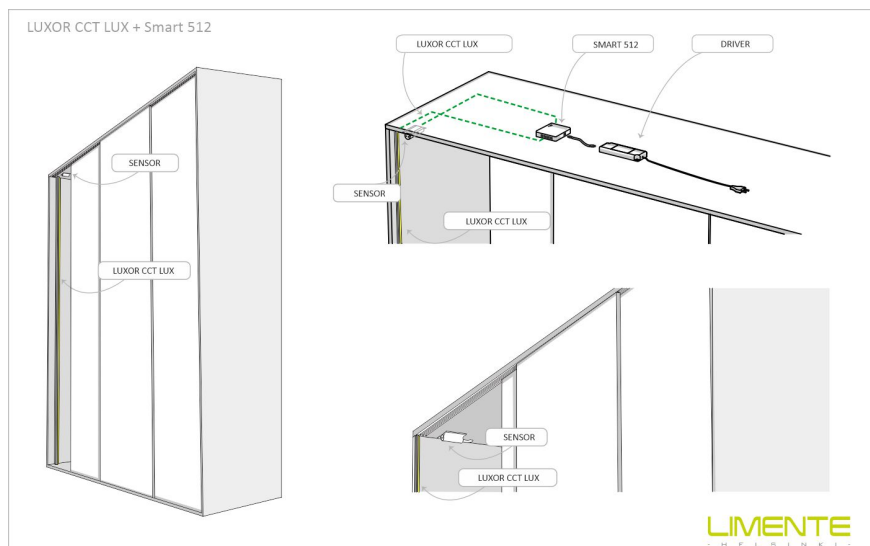 LUXOR CCT LUX + Smart 512
LUXOR CCT LUX
SMART 512
DRIVER
SENSOR
SENSOR
LUXOR CCT LUX
LUXOR CCT LUX
SENSOR
LUXOR CCT LUX
LIMENTE
- H E L S I N K I -